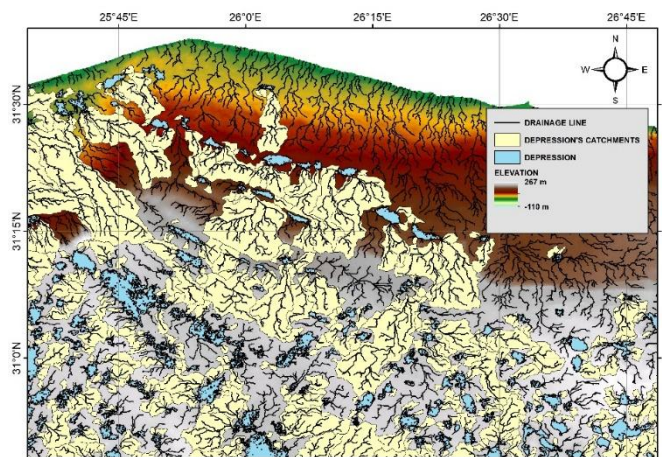 25°45'E 26°0'E 26°15'E 26°30'E 26°45'E
N
W E
S
31°30'N
DRAINAGE LINE
DEPRESSION'S CATCHMENTS
DEPRESSION
ELEVATION
267 m
-110 m
31°15'N
31°0'N